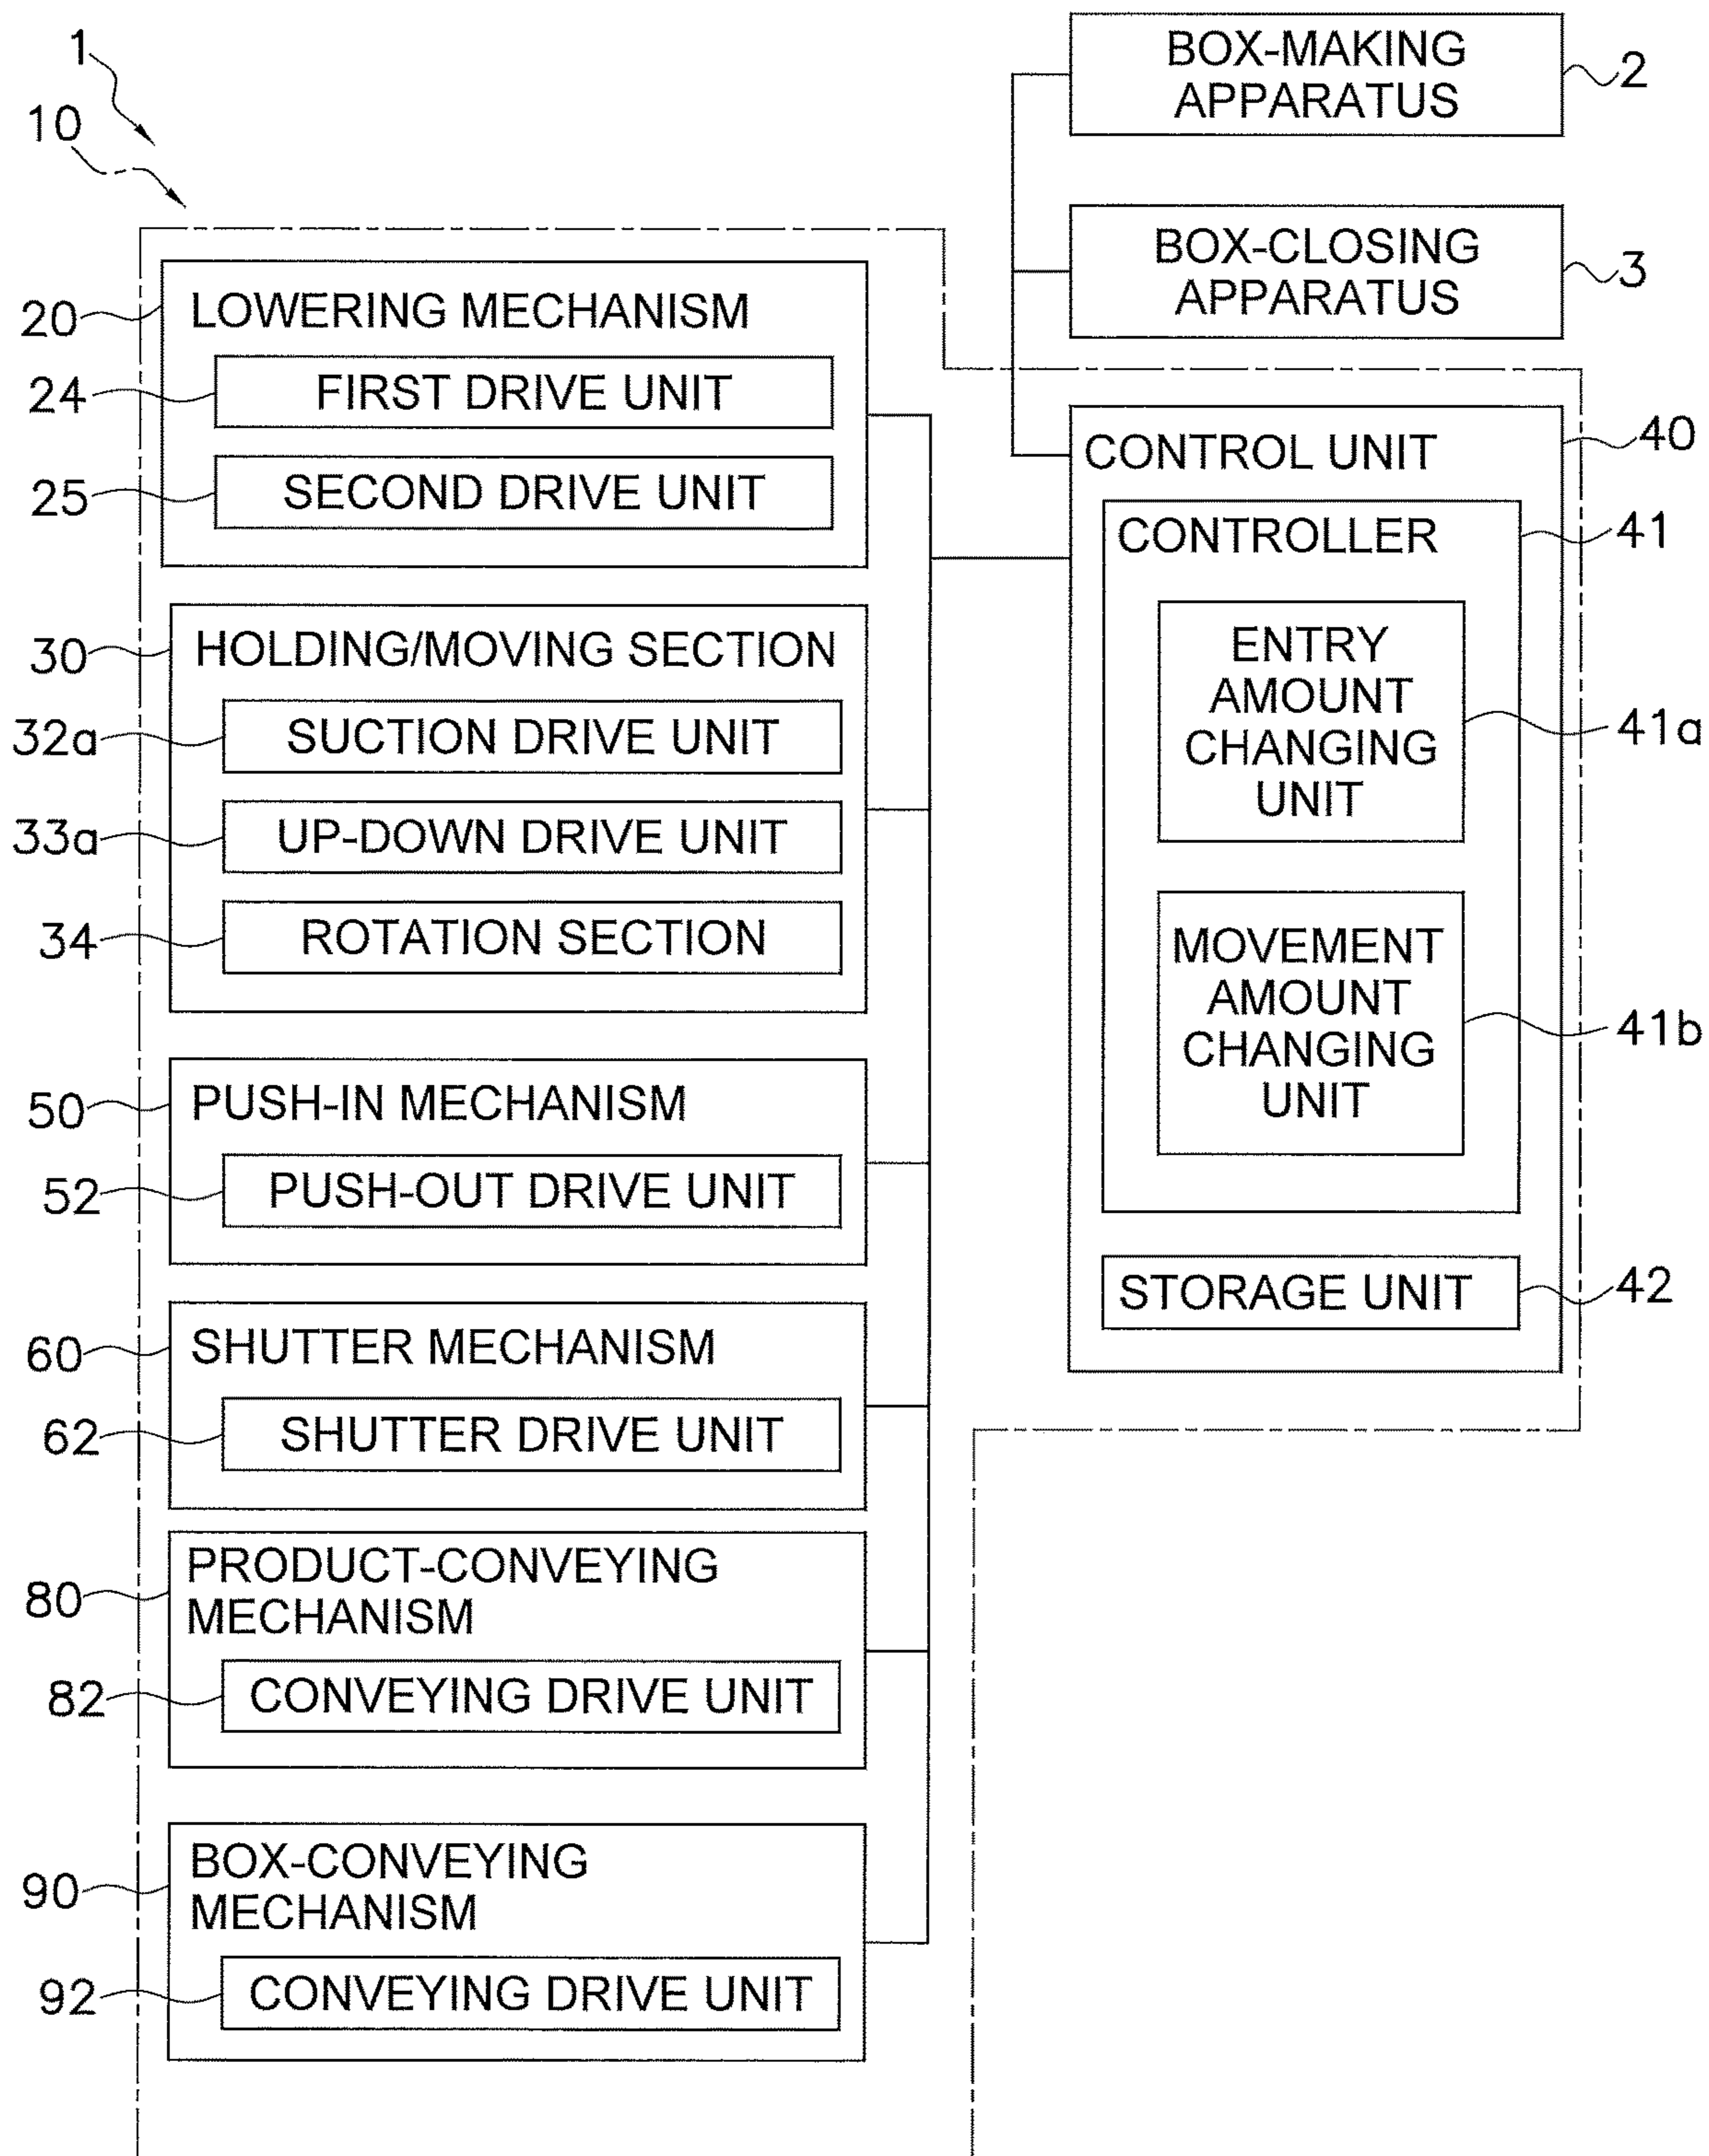 1
10
BOX-MAKING
APPARATUS
2
BOX-CLOSING
APPARATUS
3
20
LOWERING MECHANISM
24
FIRST DRIVE UNIT
25
SECOND DRIVE UNIT
30
HOLDING/MOVING SECTION
32a
SUCTION DRIVE UNIT
33a
UP-DOWN DRIVE UNIT
34
ROTATION SECTION
50
PUSH-IN MECHANISM
52
PUSH-OUT DRIVE UNIT
60
SHUTTER MECHANISM
62
SHUTTER DRIVE UNIT
80
PRODUCT-CONVEYING
MECHANISM
82
CONVEYING DRIVE UNIT
90
BOX-CONVEYING
MECHANISM
92
CONVEYING DRIVE UNIT
CONTROL UNIT
40
CONTROLLER
41
ENTRY
AMOUNT
CHANGING
UNIT
41a
MOVEMENT
AMOUNT
CHANGING
UNIT
41b
STORAGE UNIT
42